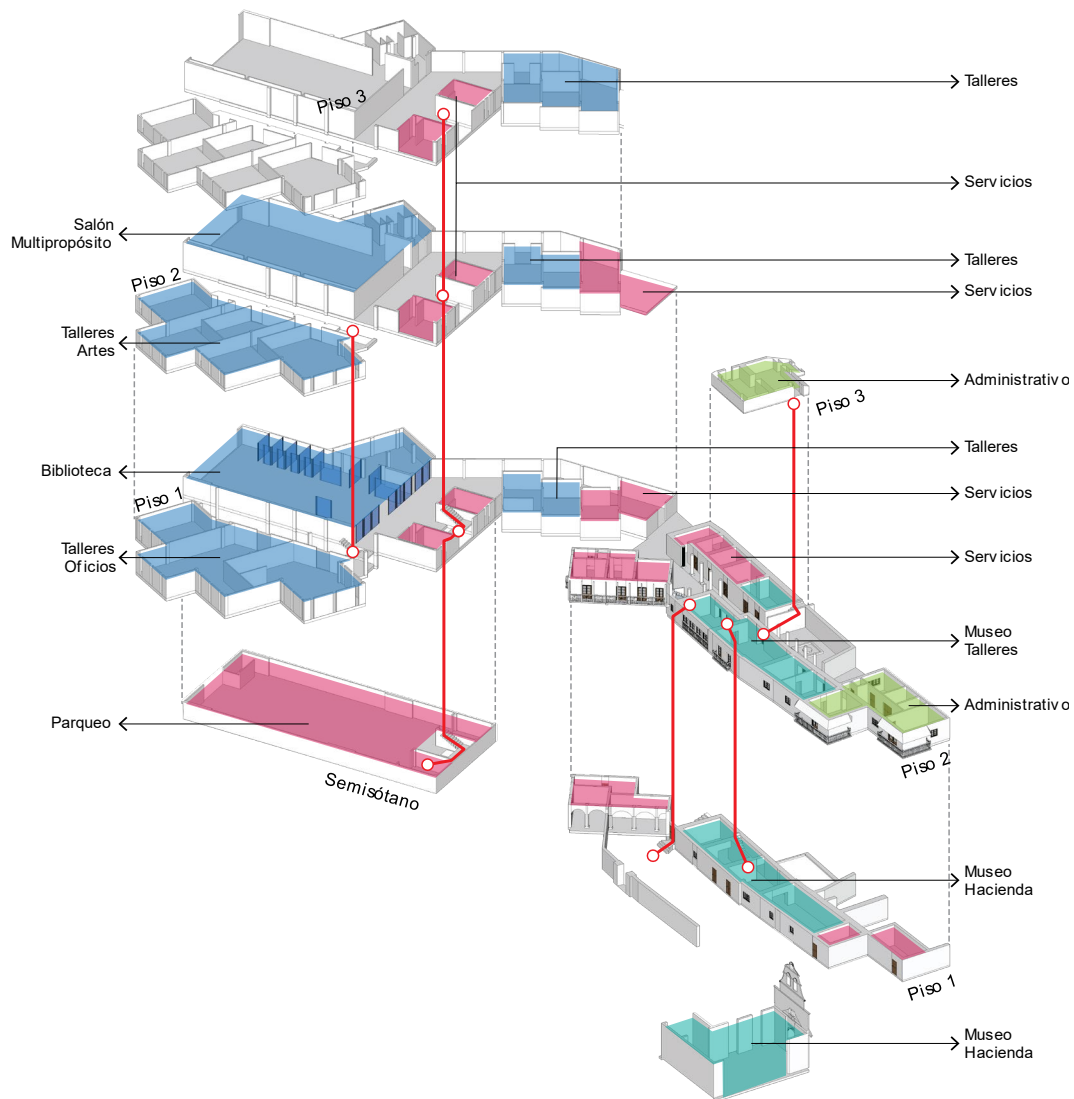 Talleres
Piso 3
Servicios
Salón
Multipropósito
Talleres
Piso 2
Servicios
Talleres
Artes
Administrativo
Piso 3
Talleres
Biblioteca
Piso 1
Servicios
Talleres
Oficios
Servicios
Museo
Talleres
Administrativo
Parqueo
Piso 2
Semisótano
Museo
Hacienda
Piso 1
Museo
Hacienda